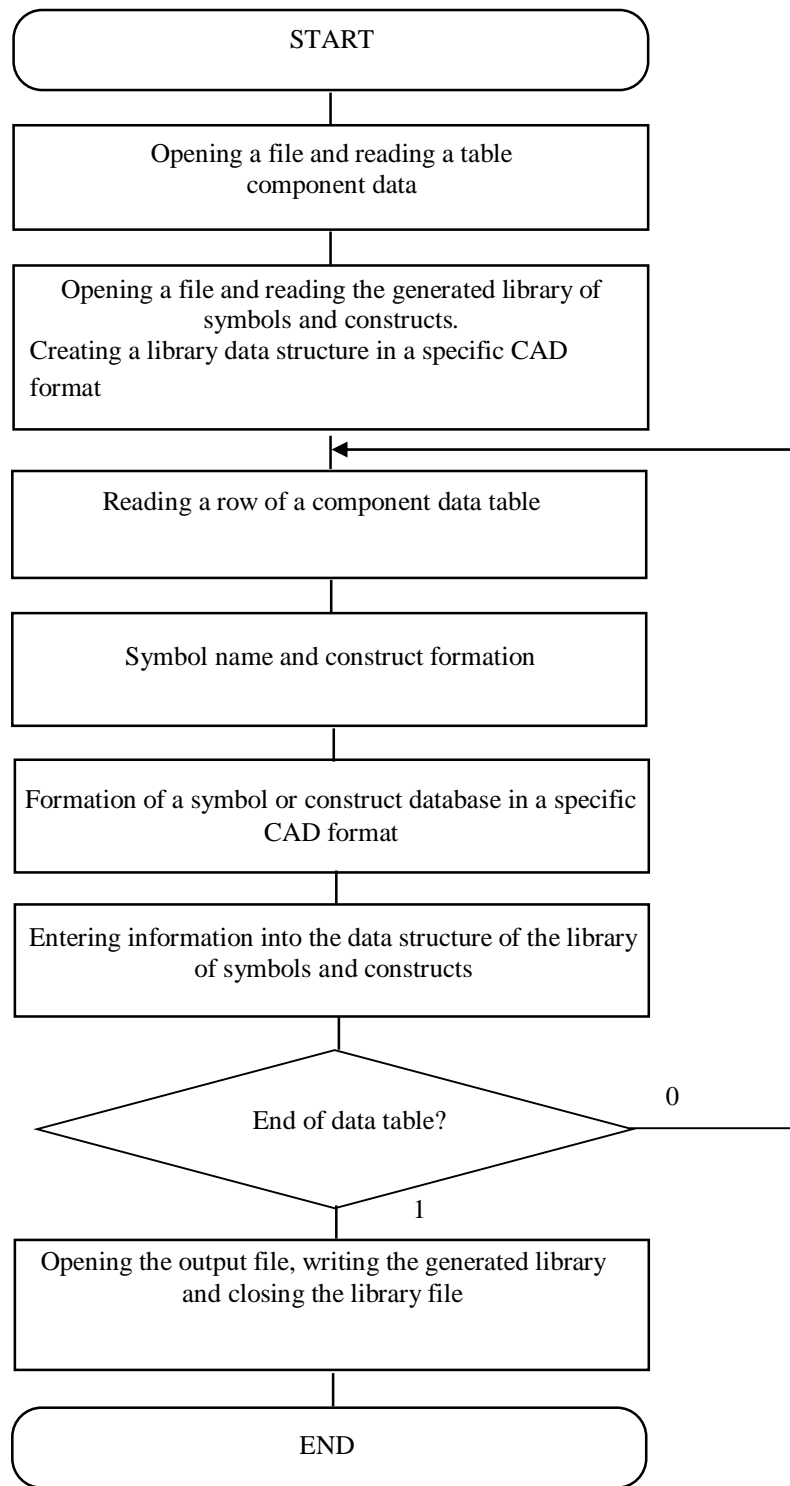 START
Opening a file and reading a table
component data
Opening a file and reading the generated library of
symbols and constructs.
Creating a library data structure in a specific CAD
format
Reading a row of a component data table
Symbol name and construct formation
Formation of a symbol or construct database in a specific
CAD format
Entering information into the data structure of the library
of symbols and constructs
End of data table?
0
1
Opening the output file, writing the generated library
and closing the library file
END